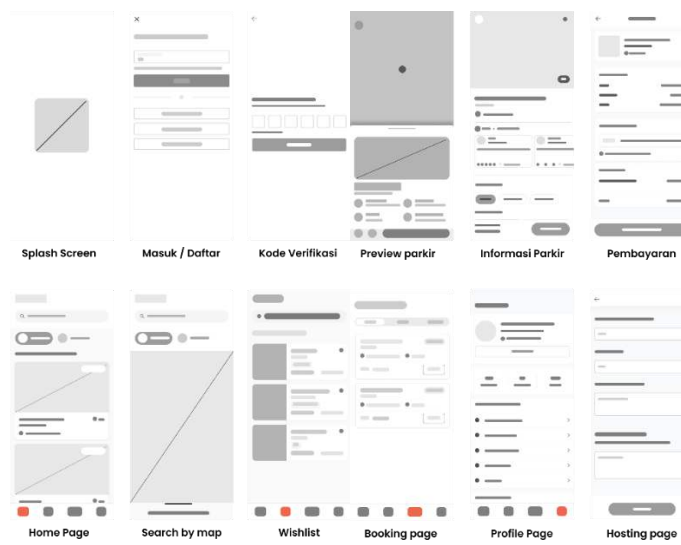 Splash Screen
Masuk / Daftar
Kode Verifikasi
Preview parkir
Informasi Parkir
Pembayaran
Home Page
Search by map
Wishlist
Booking page
Profile Page
Hosting page